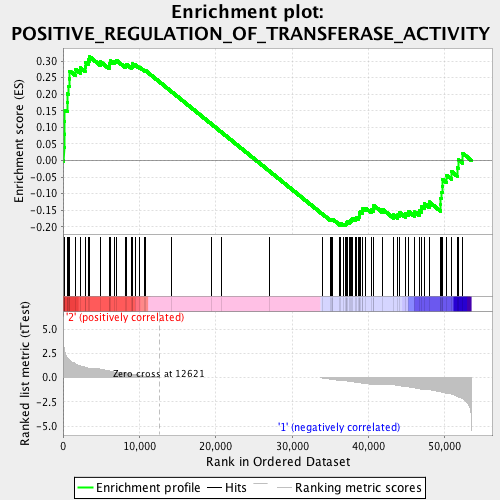 Enrichment plot:
POSITIVE_REGULATION_OF_TRANSFERASE_ACTIVITY
Enrichment score (ES)
0.30
0.25
0.20
0.15
0.10
0.05
0.00
-0.05
-0.10
-0.15
-0.20
Ranked list metric (tTest)
'2' (positively correlated)
5.0
2.5
0.0
-2.5
-5.0
Zero cross at 12621
'1' (negatively correlated)
0
10,000
20,000
30,000
40,000
50,000
Rank in Ordered Dataset
Enrichment profile
Hits
Ranking metric scores